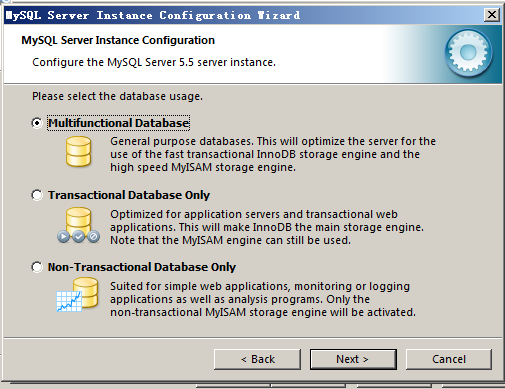 MySQL Server Instance Configuration Wizard
MySQL Server Instance Configuration
Configure the MySQL Server 5.5 server instance.
Please select the database usage.
Multifunctional Database
General purpose databases. This will optimize the server for the
use of the fast transactional InnoDB storage engine and the
high speed MyISAM storage engine.
Transactional Database Only
Optimized for application servers and transactional web
applications. This will make InnoDB the main storage engine.
Note that the MyISAM engine can still be used.
Non-Transactional Database Only
Suited for simple web applications, monitoring or logging
applications as well as analysis programs. Only the
non-transactional MyISAM storage engine will be activated.
< Back
Next >
Cancel